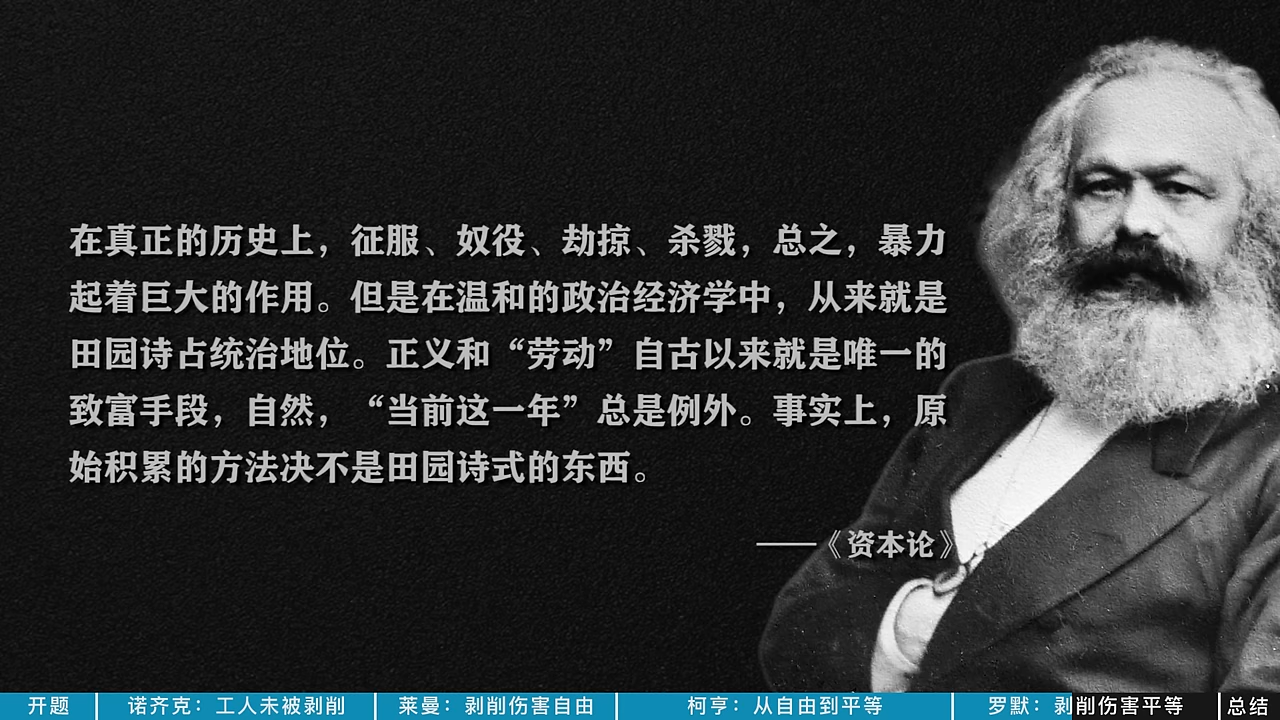 在真正的历史上，征服、奴役、劫掠、杀戮，总之，暴力
起着巨大的作用。但是在温和的政治经济学中，从来就是
田园诗占统治地位。正义和“劳动”自古以来就是唯一的
致富手段，自然，“当前这一年”总是例外。事实上，原
始积累的方法决不是田园诗式的东西。
——《资本论》
开题
诺齐克：工人未被剥削
莱曼：剥削伤害自由
柯亨：从自由到平等
罗默：剥削伤害平等
总结